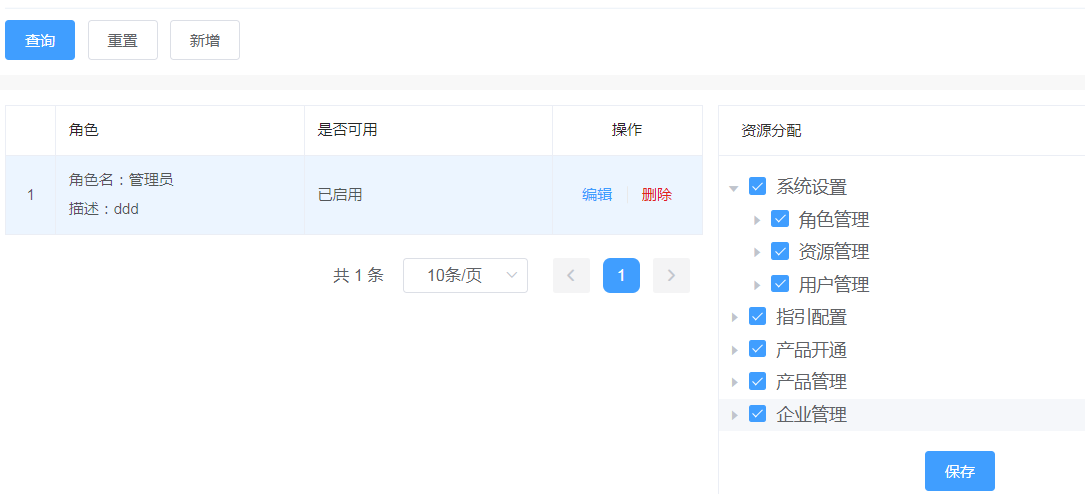 查询 重置 新增
角色 是否可用 操作
1 角色名：管理员 已启用 编辑 删除
描述：ddd
共 1 条 10条/页 1
资源分配
系统设置
角色管理
资源管理
用户管理
指引配置
产品开通
产品管理
企业管理
保存